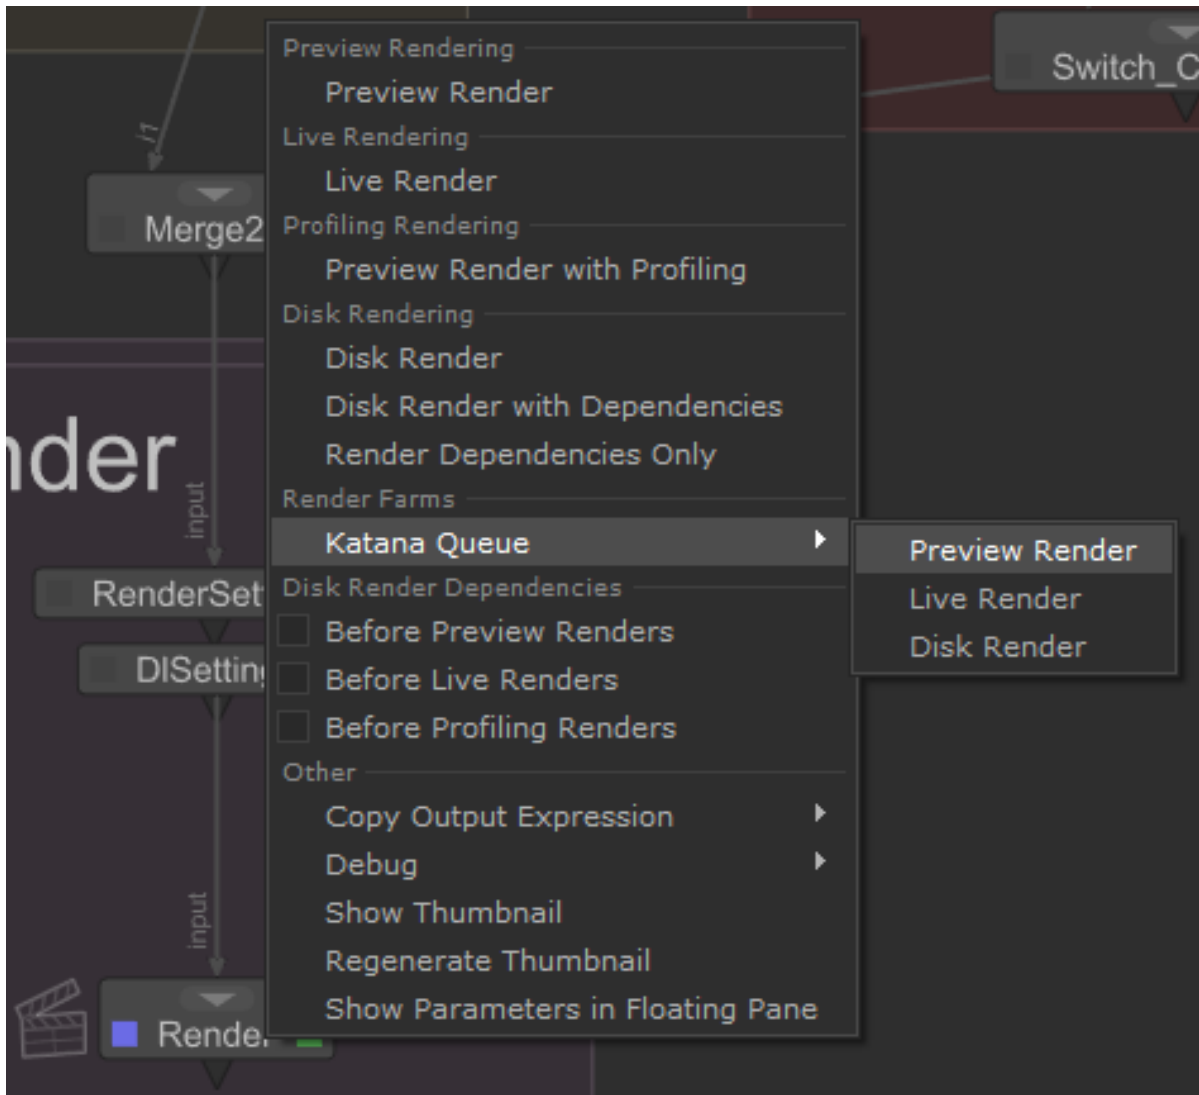 Preview Rendering
Preview Render
Switch_C
Live Rendering
i1
Live Render
Merge2
Profiling Rendering
Preview Render with Profiling
Disk Rendering
Disk Render
Disk Render with Dependencies
nder
Render Dependencies Only
Render Farms
input
Katana Queue
Preview Render
Live Render
Disk Render
Disk Render Dependencies
RenderSet
Before Preview Renders
DlSetting
Before Live Renders
Before Profiling Renders
Other
Copy Output Expression
Debug
Show Thumbnail
input
Regenerate Thumbnail
Show Parameters in Floating Pane
Render